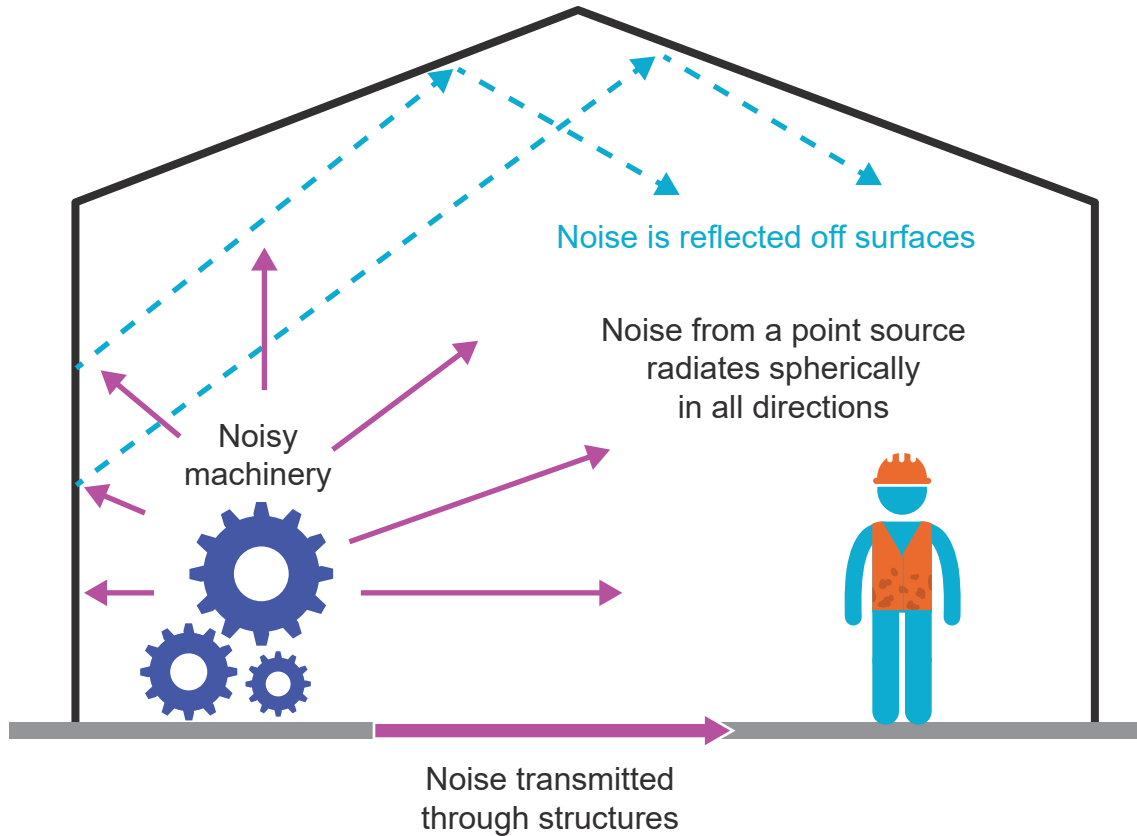 Noise is reflected off surfaces
Noise from a point source
radiates spherically
in all directions
Noisy
machinery
Noise transmitted
through structures